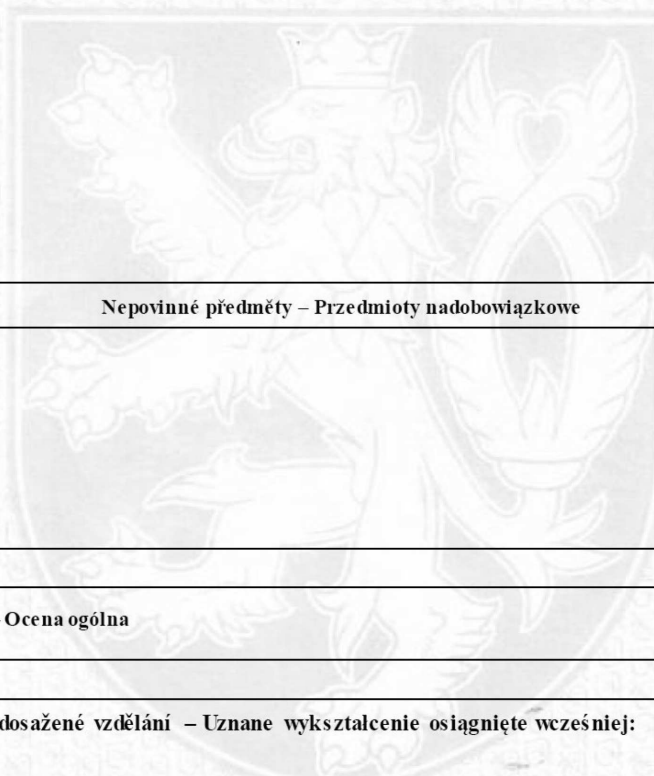 Nepovinné předměty – Przedmioty nadobowiązkowe
Ocena ogólna
dosažené vzdělání – Uznane wykształcenie osiągnięte wcześniej: